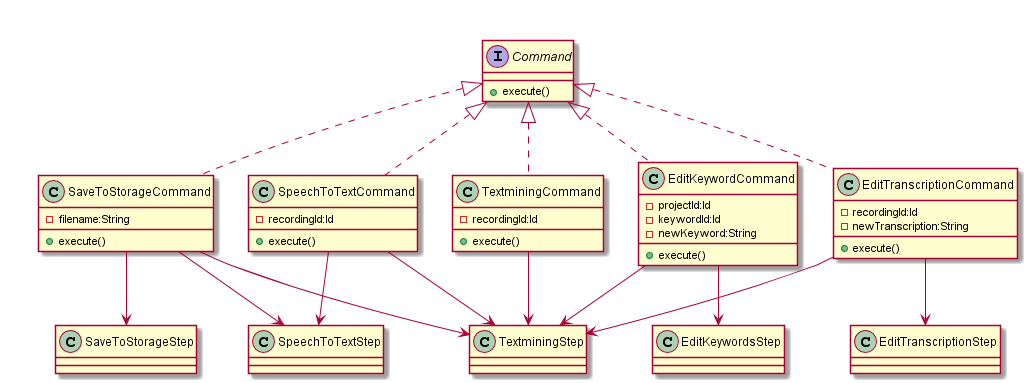 I Command
execute()
C SaveToStorageCommand
filename:String
execute()
C SpeechToTextCommand
recordingId:Id
execute()
C TextminingCommand
recordingId:Id
execute()
C EditKeywordCommand
projectId:Id
keywordId:Id
newKeyword:String
execute()
C EditTranscriptionCommand
recordingId:Id
newTranscription:String
execute()
C SaveToStorageStep
C SpeechToTextStep
C TextminingStep
C EditKeywordsStep
C EditTranscriptionStep